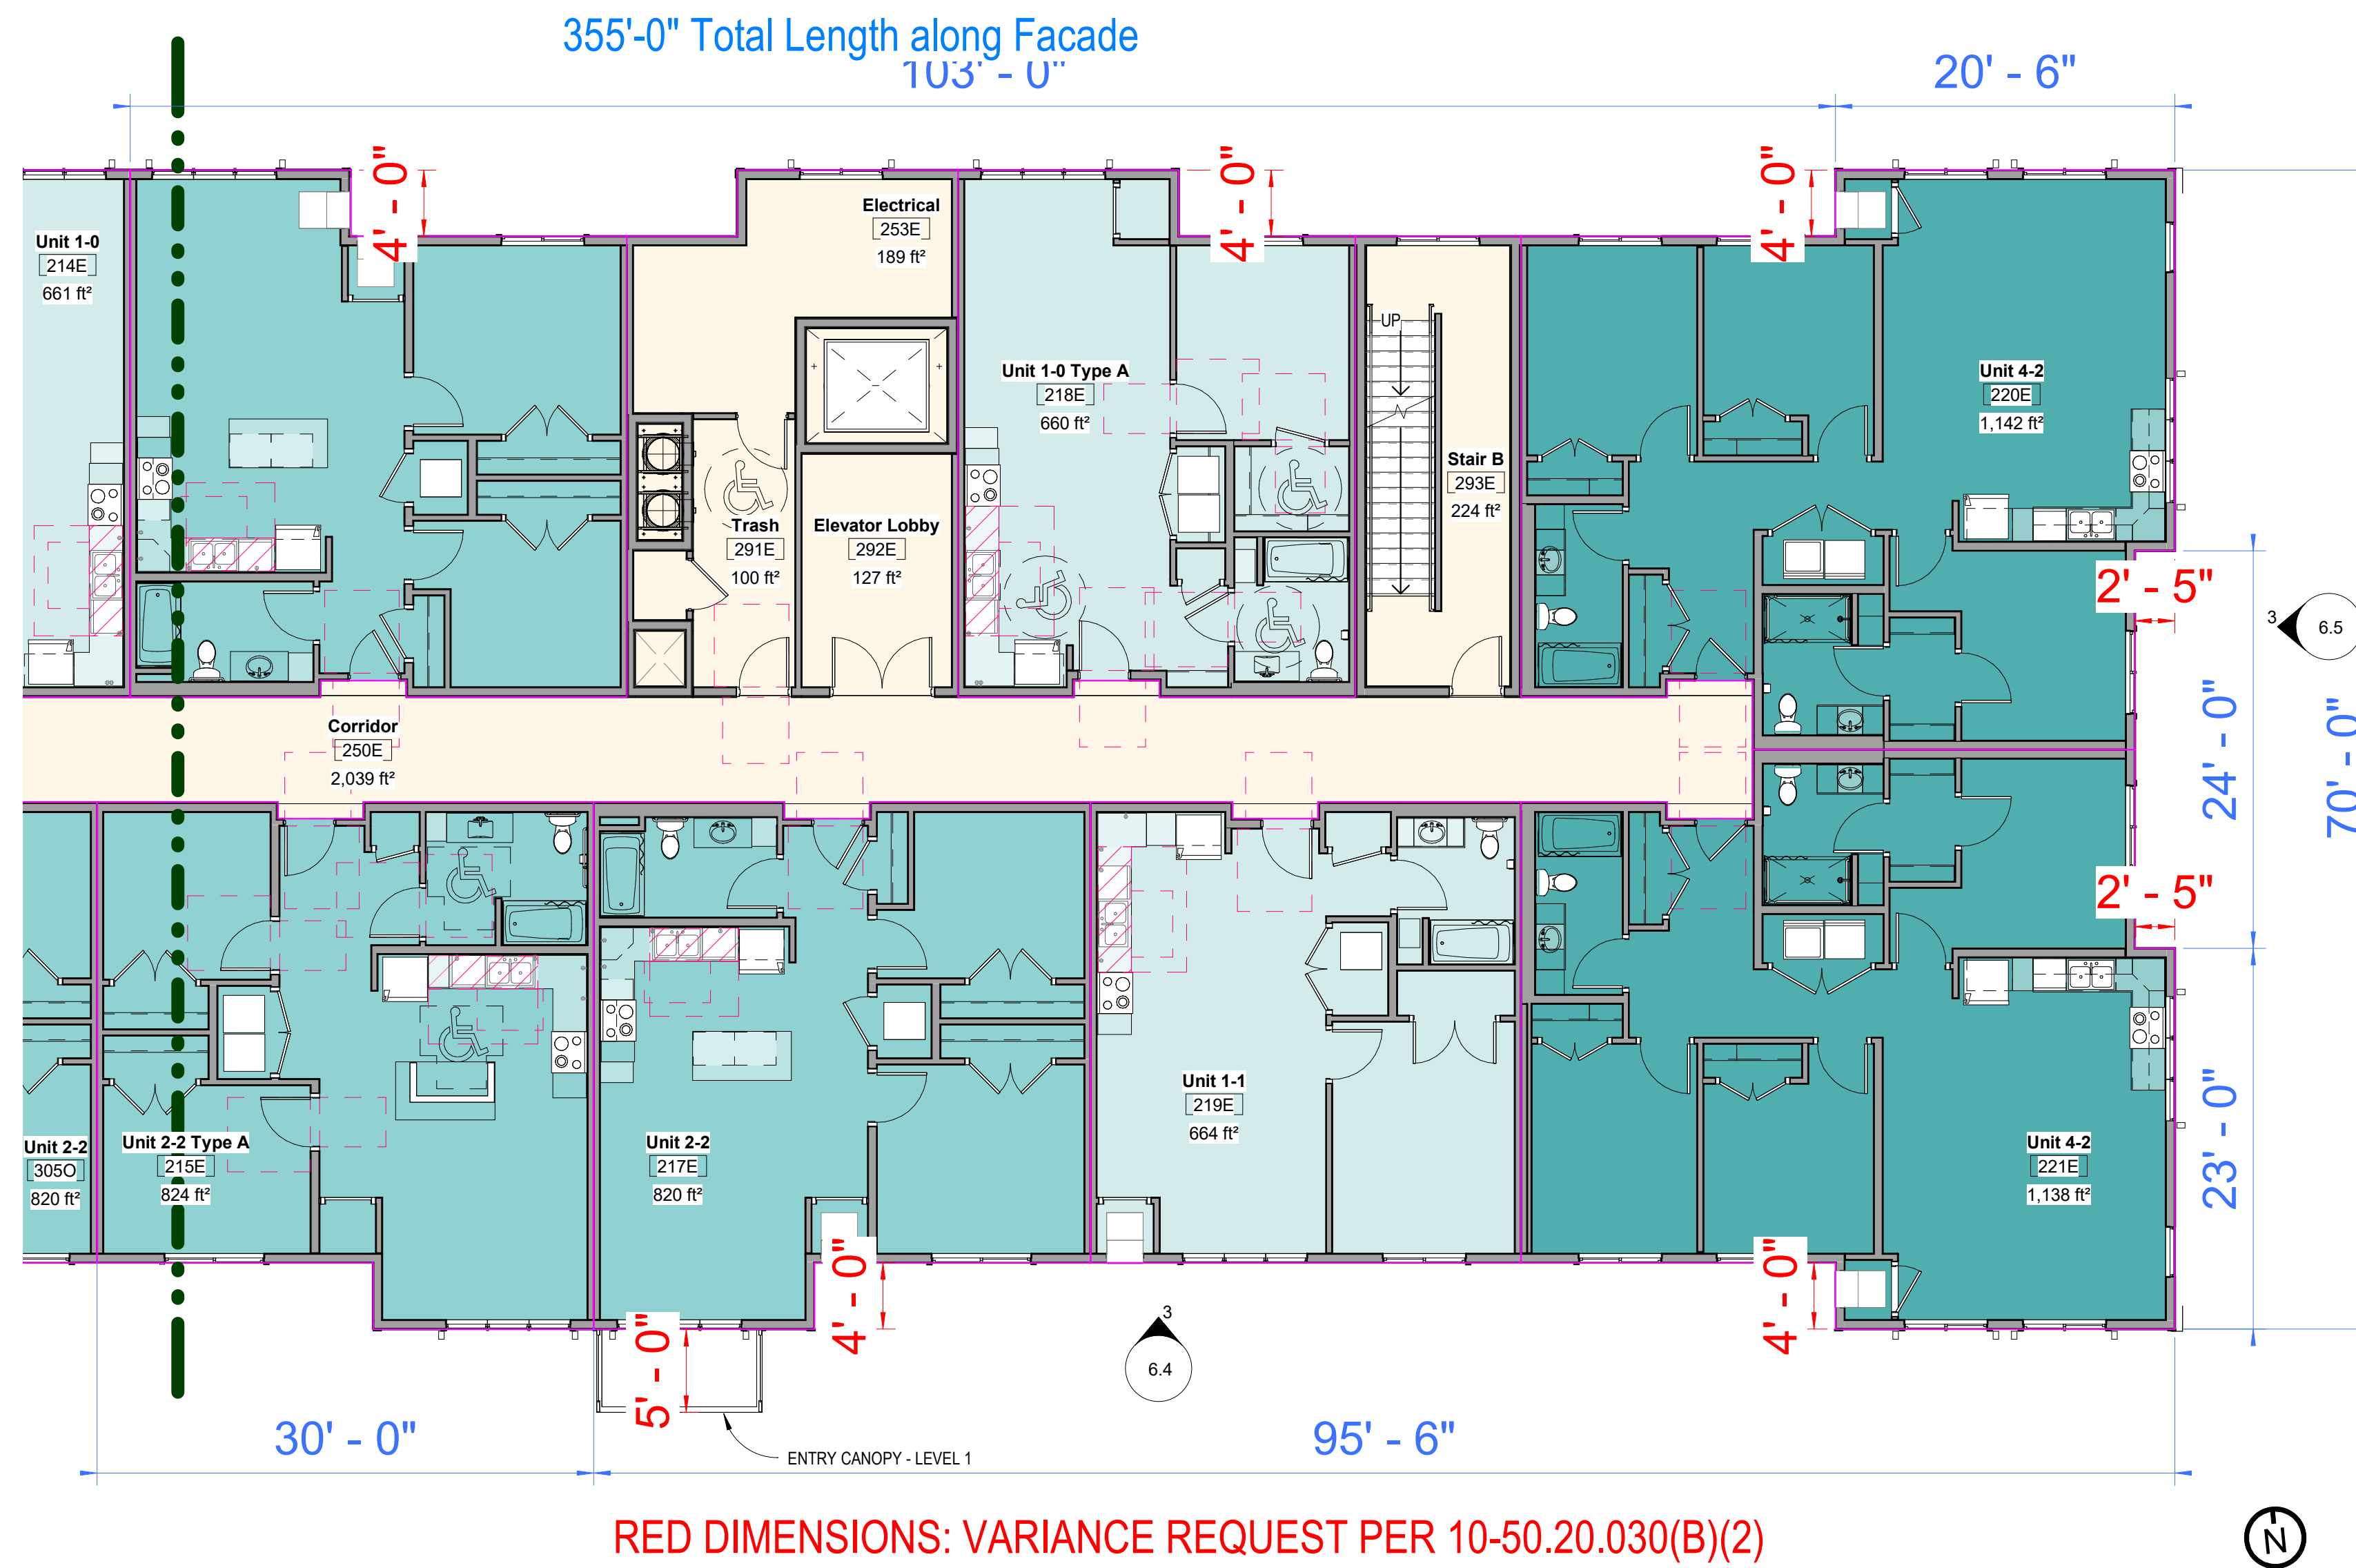 355'-0" Total Length along Facade
103' - 0"
20' - 6"
4' - 0"
4' - 0"
4' - 0"
Electrical
253E
189 ft²
Unit 1-0
214E
661 ft²
UP
Unit 1-0 Type A
218E
660 ft²
Unit 4-2
220E
1,142 ft²
Stair B
293E
224 ft²
Trash
291E
100 ft²
Elevator Lobby
292E
127 ft²
2' - 5"
3
6.5
Corridor
250E
2,039 ft²
24' - 0"
70' - 0"
2' - 5"
Unit 1-1
219E
664 ft²
Unit 2-2
305O
820 ft²
Unit 2-2 Type A
215E
824 ft²
Unit 2-2
217E
820 ft²
Unit 4-2
221E
1,138 ft²
23' - 0"
4' - 0"
4' - 0"
5' - 0"
3
6.4
30' - 0"
95' - 6"
ENTRY CANOPY - LEVEL 1
RED DIMENSIONS: VARIANCE REQUEST PER 10-50.20.030(B)(2)
N